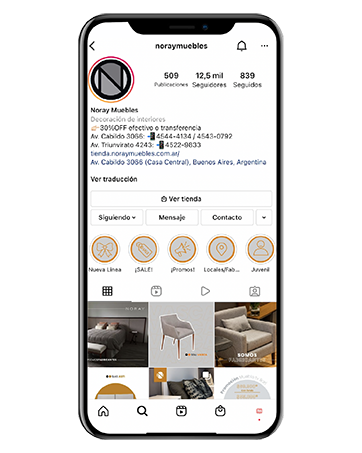 noraymuebles
509
12,5 mil
839
Publicaciones
Seguidores
Seguidos
Noray Muebles
Decoración de interiores
30%OFF efectivo o transferencia
Av. Cabildo 3066: 4544-4134 / 4543-0792
Av. Triunvirato 4243: 4522-9833
tienda.noraymuebles.com.ar/
Av. Cabildo 3066 (Casa Central), Buenos Aires, Argentina
Ver traducción
Ver tienda
Siguiendo
Mensaje
Contacto
Nueva Línea
¡SALE!
¡Promos!
Locales/Fab...
Juvenil
NORAY
SOMOS
FABRICANTES